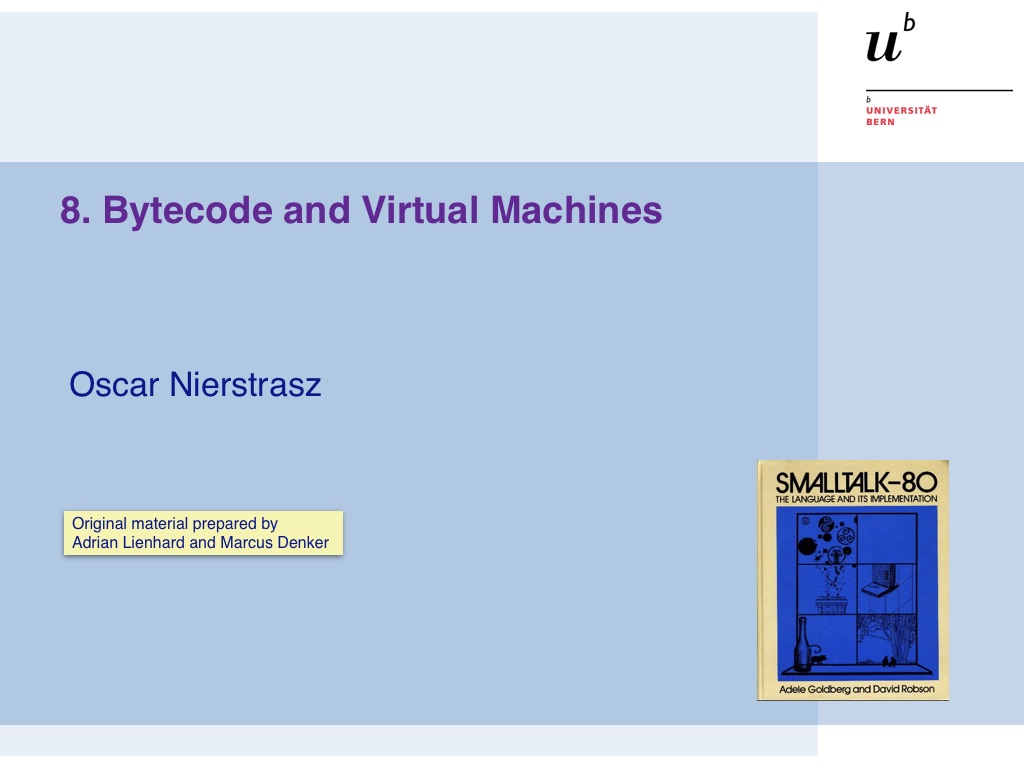 u b
b
UNIVERSITÄT
BERN
8. Bytecode and Virtual Machines
Oscar Nierstrasz
Original material prepared by
Adrian Lienhard and Marcus Denker
SMALLTALK-80
THE LANGUAGE AND ITS IMPLEMENTATION
Adele Goldberg and David Robson